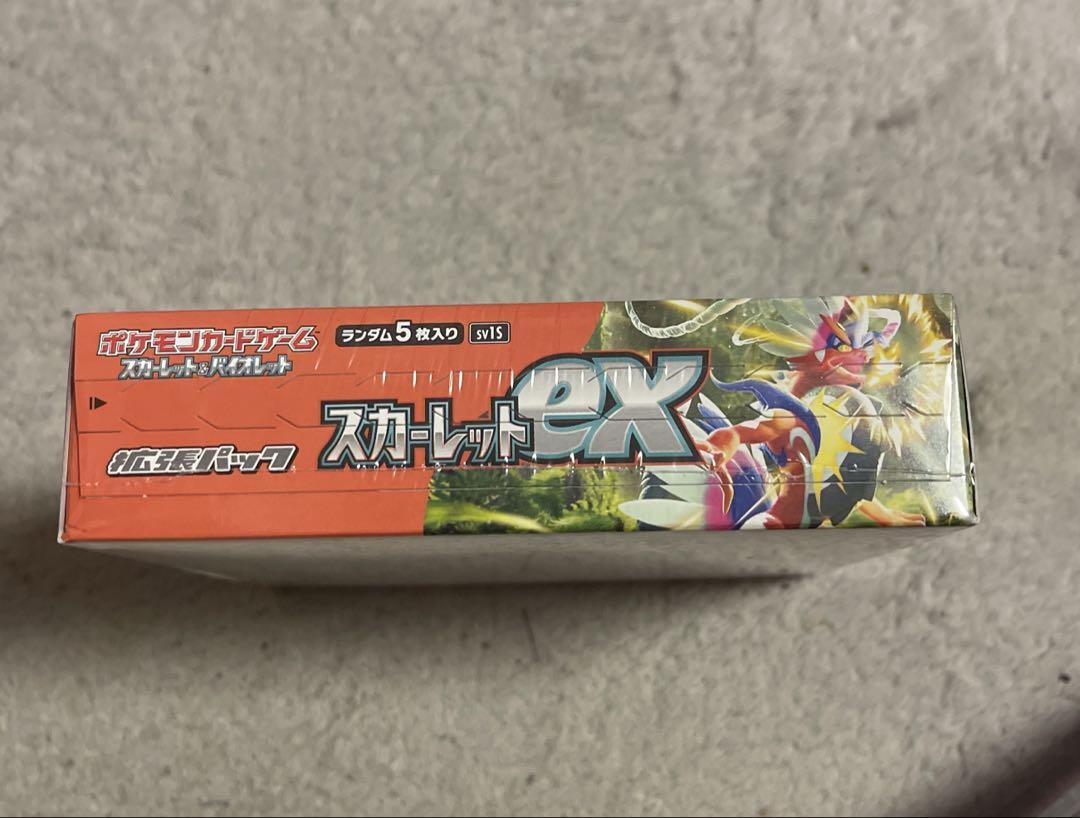 ポケモンカードゲーム
スカーレット&バイオレット
ランダム5枚入り
SV1S
スカーレットex
拡張パック